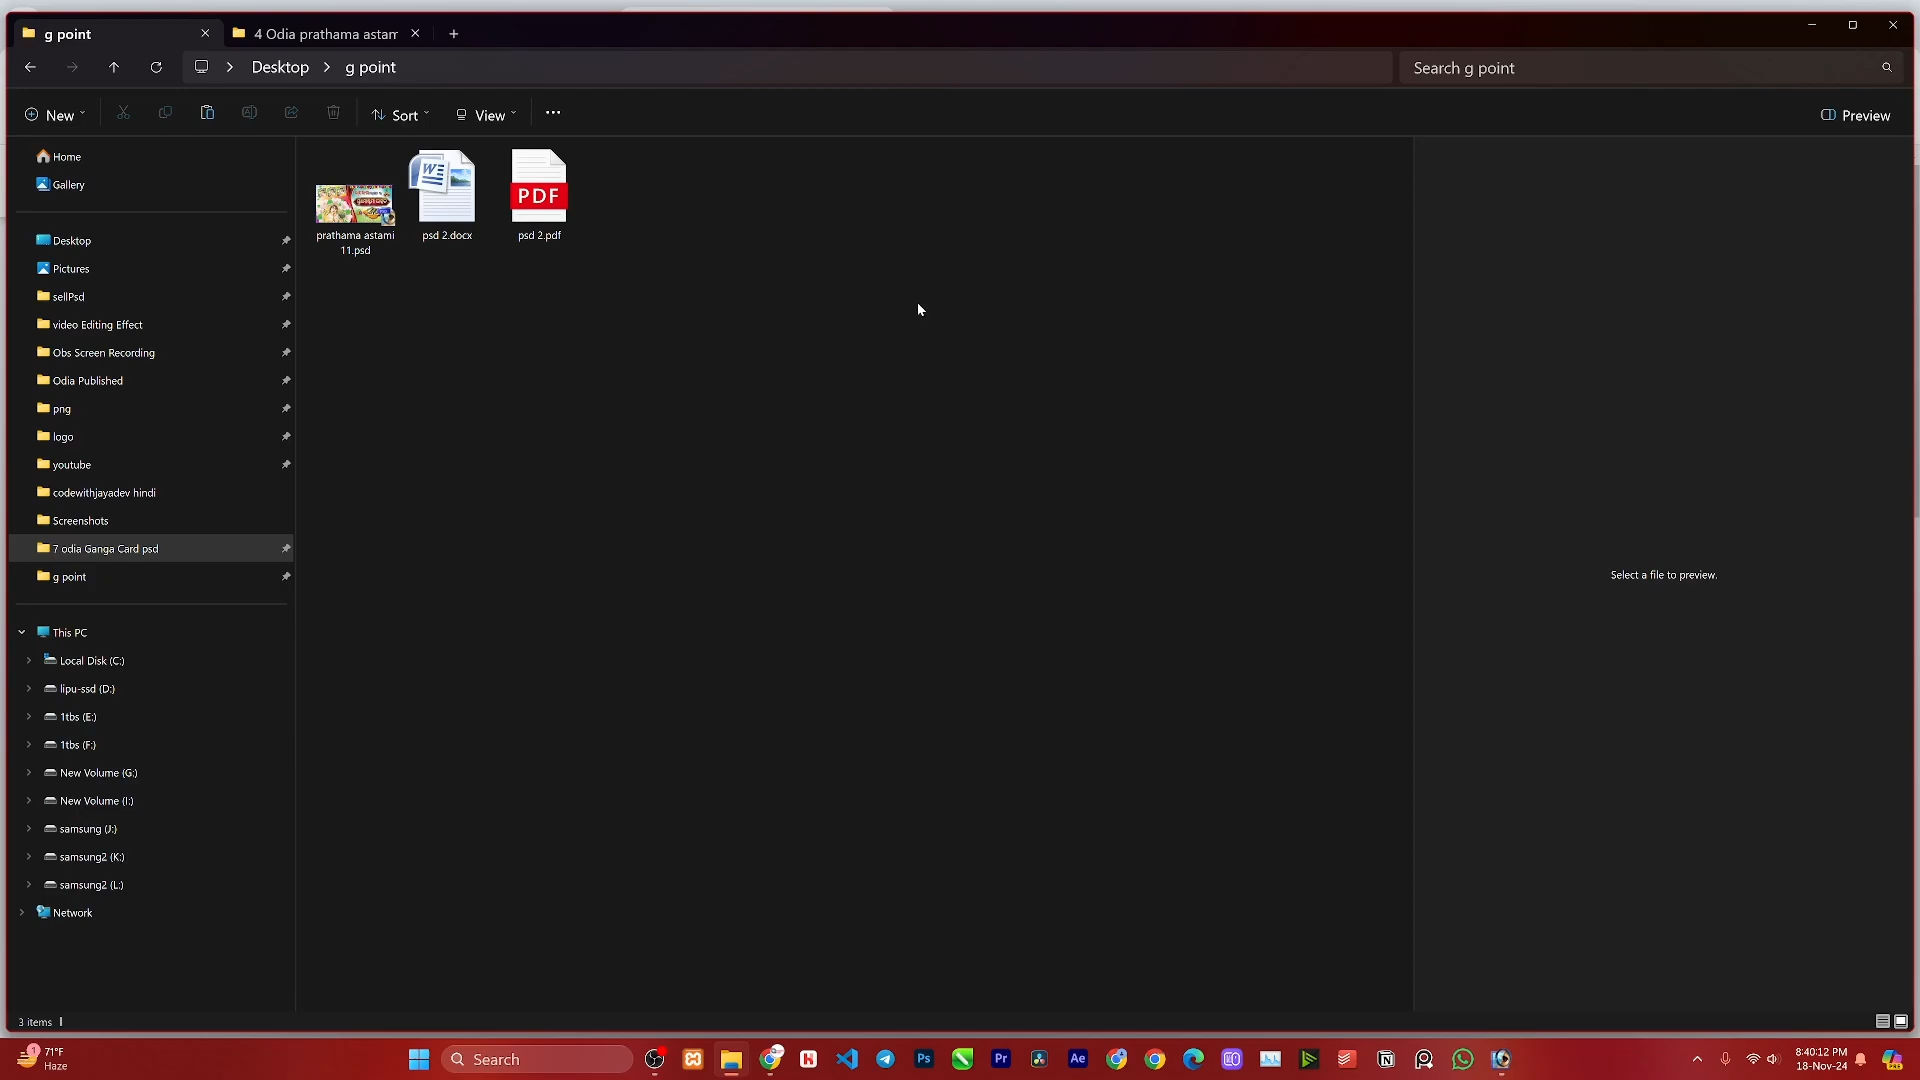 g point
4 Odia prathama astam
Desktop
g point
Search g point
New
Sort
View
Preview
Home
Gallery
Desktop
Pictures
sellPsd
video Editing Effect
Obs Screen Recording
Odia Published
png
logo
youtube
codewithjayadev hindi
Screenshots
7 odia Ganga Card psd
g point
This PC
Local Disk (C:)
lipu-ssd (D:)
1tbs (E:)
1tbs (F:)
New Volume (G:)
New Volume (I:)
samsung (J:)
samsung2 (K:)
samsung2 (L:)
Network
prathama astami
11.psd
W
psd 2.docx
PDF
psd 2.pdf
Select a file to preview.
3 items
1
71°F
Haze
Search
Ps
Pr
Ae
8:40:12 PM
18-Nov-24